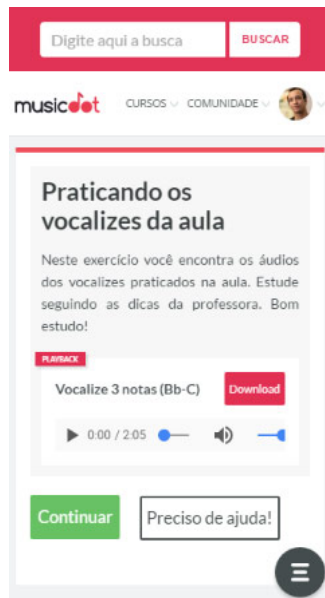 Digite aqui a busca BUSCAR
musicdot CURSOS COMUNIDADE
Praticando os
vocalizes da aula
Neste exercício você encontra os áudios
dos vocalizes praticados na aula. Estude
seguindo as dicas da professora. Bom
estudo!
PLAYBACK
Vocalize 3 notas (Bb-C) Download
0:00 / 2:05
Continuar Preciso de ajuda!